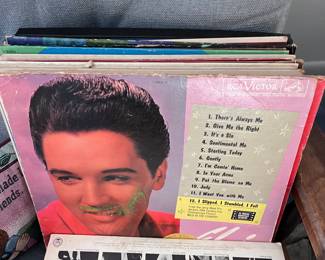 RCA VICTOR
1. There's Always Me
2. Give Me the Right
3. It's a Sin
4. Sentimental Me
5. Starting Today
6. Gently
7. I'm Comin' Home
8. In Your Arms
9. Put the Blame on Me
10. Judy
11. I Want You with Me
12. I Slipped, I Stumbled, I Fell
made
ends.